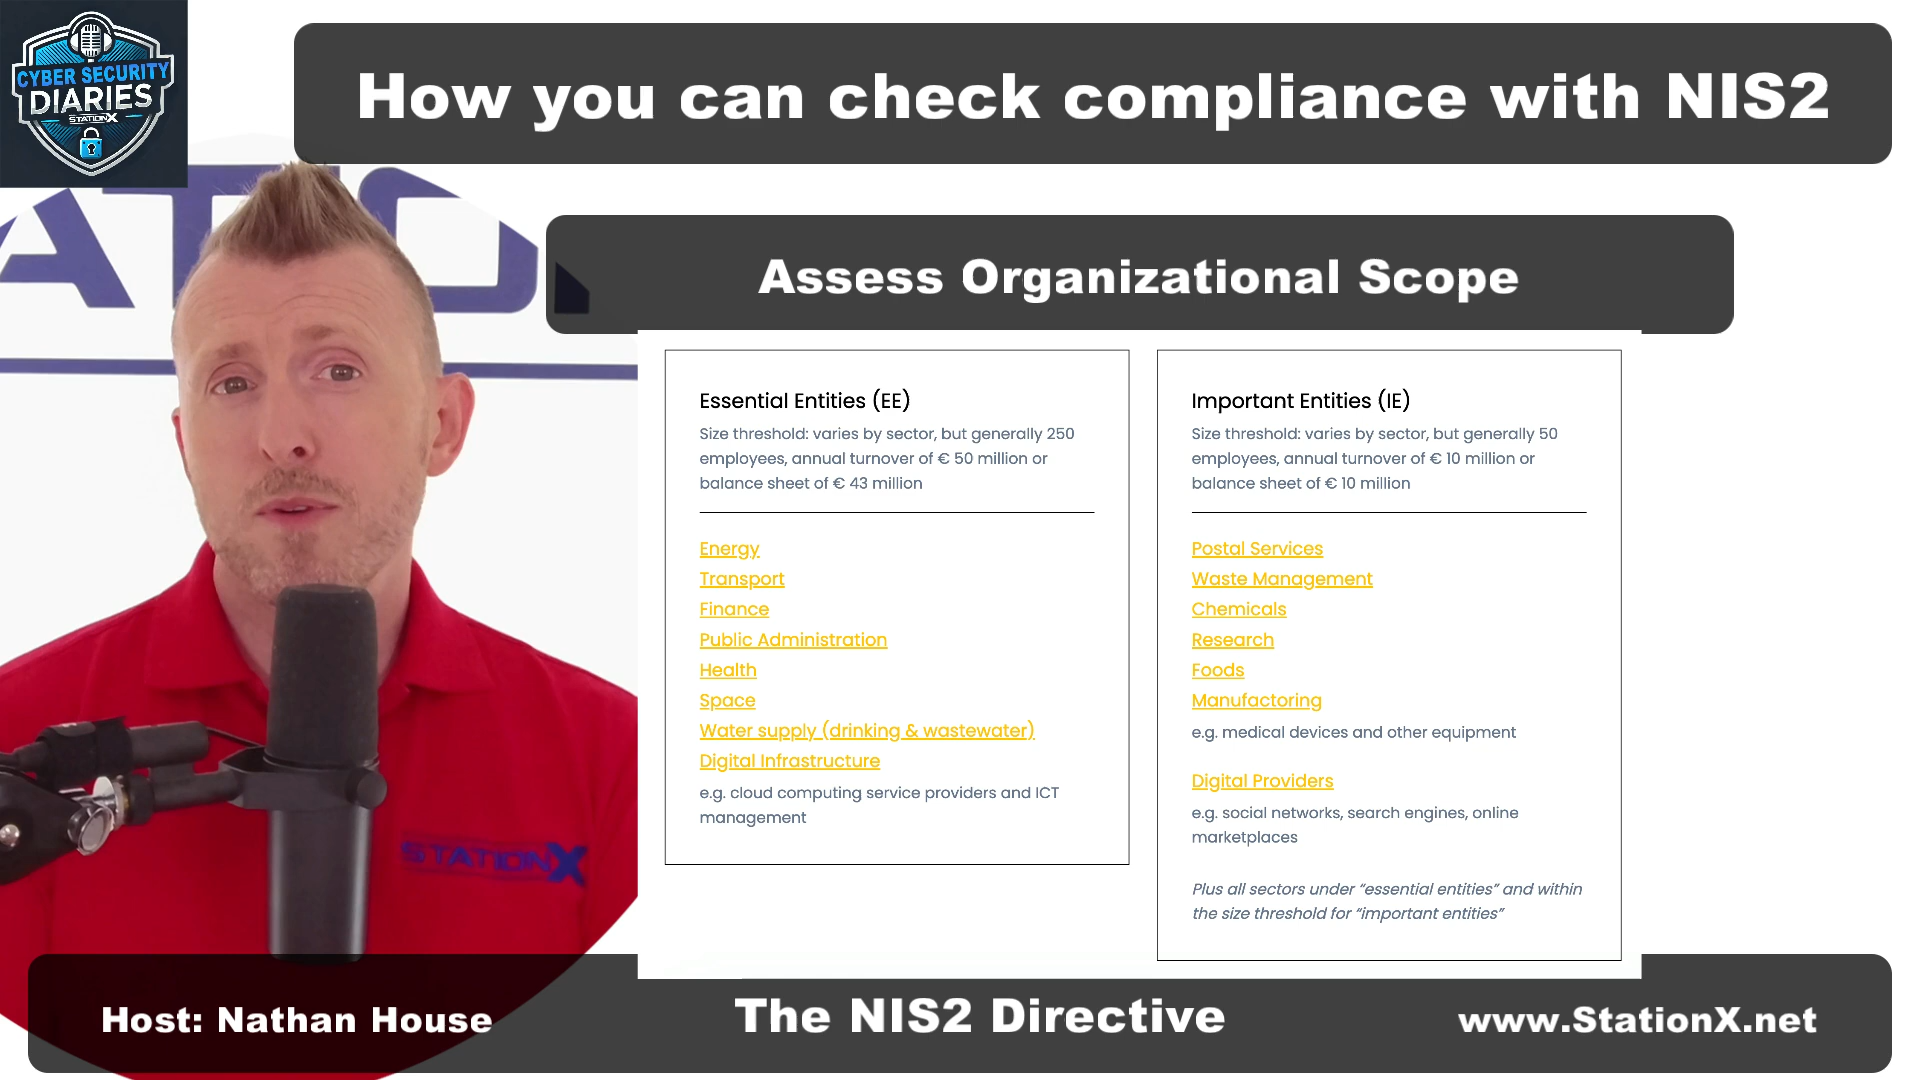 CYBER SECURITY
DIARIES
STATIONX
How you can check compliance with NIS2
Assess Organizational Scope
Essential Entities (EE)
Size threshold: varies by sector, but generally 250
employees, annual turnover of € 50 million or
balance sheet of € 43 million
Energy
Transport
Finance
Public Administration
Health
Space
Water supply (drinking & wastewater)
Digital Infrastructure
e.g. cloud computing service providers and ICT
management
Important Entities (IE)
Size threshold: varies by sector, but generally 50
employees, annual turnover of € 10 million or
balance sheet of € 10 million
Postal Services
Waste Management
Chemicals
Research
Foods
Manufactoring
e.g. medical devices and other equipment
Digital Providers
e.g. social networks, search engines, online
marketplaces
Plus all sectors under “essential entities” and within
the size threshold for “important entities”
STATIONX
Host: Nathan House
The NIS2 Directive
www.StationX.net